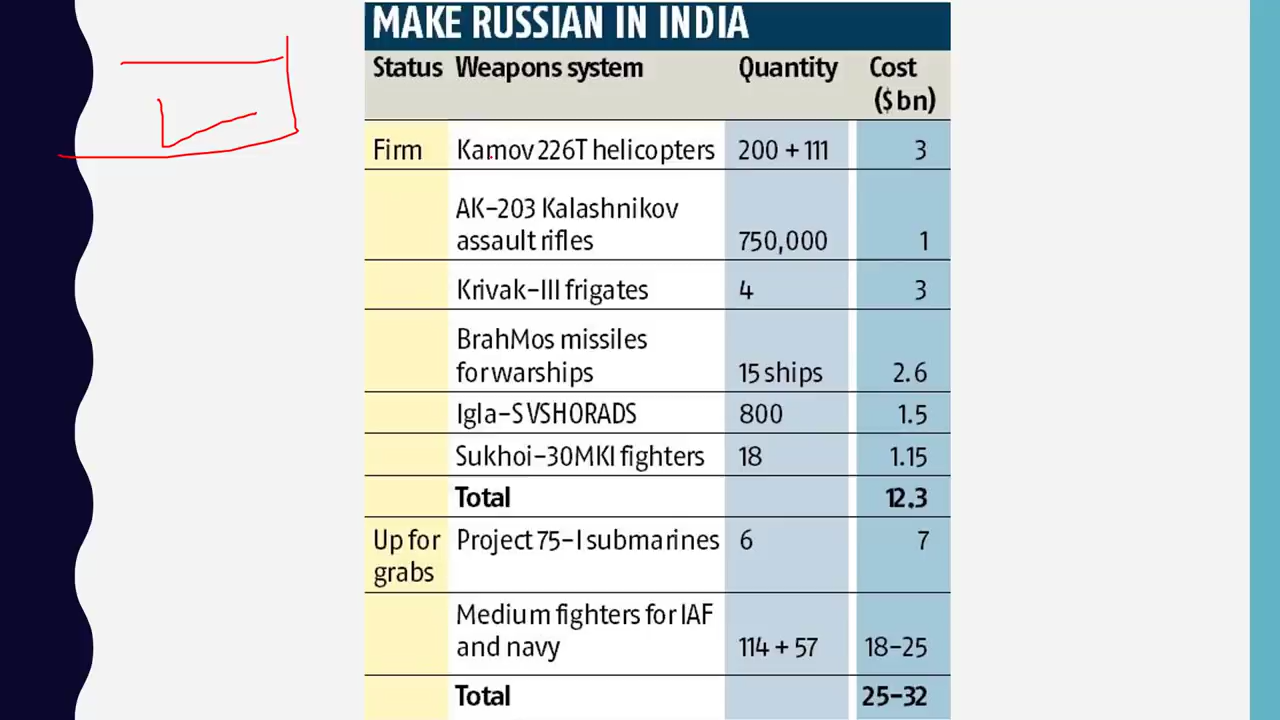 MAKE RUSSIAN IN INDIA
Status Weapons system Quantity Cost
($ bn)
Firm Kamov 226T helicopters 200 + 111 3
AK-203 Kalashnikov
assault rifles 750,000 1
Krivak-III frigates 4 3
BrahMos missiles
for warships 15 ships 2.6
Igla-S VSHORADS 800 1.5
Sukhoi-30MKI fighters 18 1.15
Total 12.3
Up for Project 75-I submarines 6 7
grabs
Medium fighters for IAF
and navy 114 + 57 18-25
Total 25-32